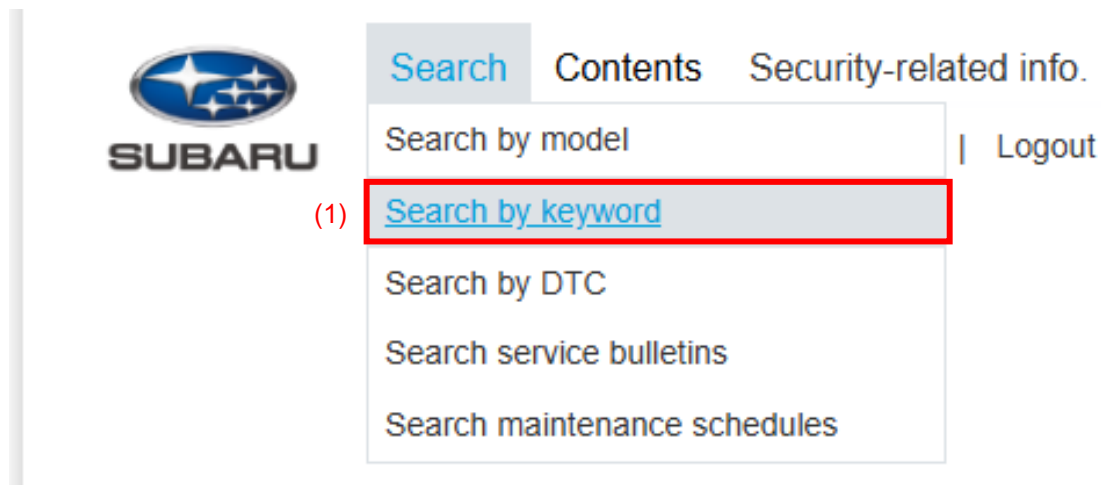 Search Contents Security-related info.
SUBARU
Search by model
| Logout
(1) Search by keyword
Search by DTC
Search service bulletins
Search maintenance schedules